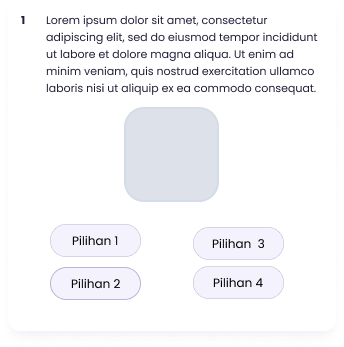 1 Lorem ipsum dolor sit amet, consectetur
adipiscing elit, sed do eiusmod tempor incididunt
ut labore et dolore magna aliqua. Ut enim ad
minim veniam, quis nostrud exercitation ullamco
laboris nisi ut aliquip ex ea commodo consequat.
Pilihan 1
Pilihan 2
Pilihan 3
Pilihan 4